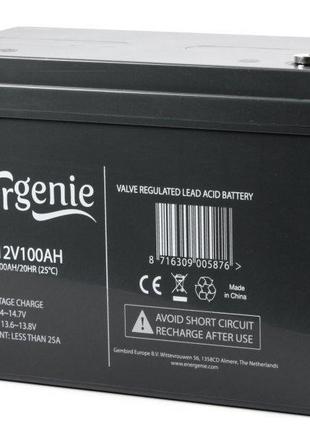 rgenie
12V100AH
00AH/20HR (25°C)
TAGE CHARGE
4~14.7V
13.6~13.8V
ENT: LESS THAN 25A
VALVE REGULATED LEAD ACID BATTERY
8 716309 005876 >
CE
Made
in China
AVOID SHORT CIRCUIT
RECHARGE AFTER USE
Gembird Europe B.V. Wittevrouwen 56, 1358CD Almere, The Netherlands
www.energenie.com